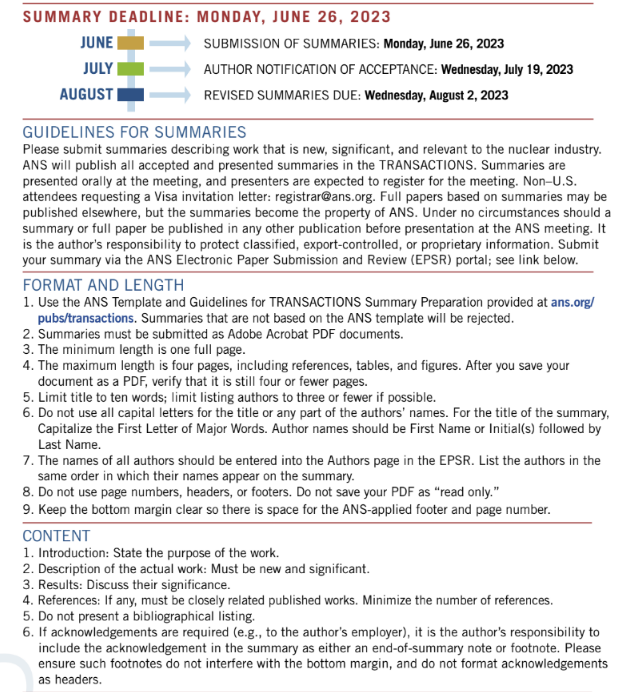 SUMMARY DEADLINE: MONDAY, JUNE 26, 2023
JUNE SUBMISSION OF SUMMARIES: Monday, June 26, 2023
JULY AUTHOR NOTIFICATION OF ACCEPTANCE: Wednesday, July 19, 2023
AUGUST REVISED SUMMARIES DUE: Wednesday, August 2, 2023
GUIDELINES FOR SUMMARIES
Please submit summaries describing work that is new, significant, and relevant to the nuclear industry.
ANS will publish all accepted and presented summaries in the TRANSACTIONS. Summaries are
presented orally at the meeting, and presenters are expected to register for the meeting. Non–U.S.
attendees requesting a Visa invitation letter: registrar@ans.org. Full papers based on summaries may be
published elsewhere, but the summaries become the property of ANS. Under no circumstances should a
summary or full paper be published in any other publication before presentation at the ANS meeting. It
is the author's responsibility to protect classified, export-controlled, or proprietary information. Submit
your summary via the ANS Electronic Paper Submission and Review (EPSR) portal; see link below.
FORMAT AND LENGTH
1. Use the ANS Template and Guidelines for TRANSACTIONS Summary Preparation provided at ans.org/
pubs/transactions. Summaries that are not based on the ANS template will be rejected.
2. Summaries must be submitted as Adobe Acrobat PDF documents.
3. The minimum length is one full page.
4. The maximum length is four pages, including references, tables, and figures. After you save your
document as a PDF, verify that it is still four or fewer pages.
5. Limit title to ten words; limit listing authors to three or fewer if possible.
6. Do not use all capital letters for the title or any part of the authors' names. For the title of the summary,
Capitalize the First Letter of Major Words. Author names should be First Name or Initial(s) followed by
Last Name.
7. The names of all authors should be entered into the Authors page in the EPSR. List the authors in the
same order in which their names appear on the summary.
8. Do not use page numbers, headers, or footers. Do not save your PDF as "read only."
9. Keep the bottom margin clear so there is space for the ANS-applied footer and page number.
CONTENT
1. Introduction: State the purpose of the work.
2. Description of the actual work: Must be new and significant.
3. Results: Discuss their significance.
4. References: If any, must be closely related published works. Minimize the number of references.
5. Do not present a bibliographical listing.
6. If acknowledgements are required (e.g., to the author's employer), it is the author's responsibility to
include the acknowledgement in the summary as either an end-of-summary note or footnote. Please
ensure such footnotes do not interfere with the bottom margin, and do not format acknowledgements
as headers.